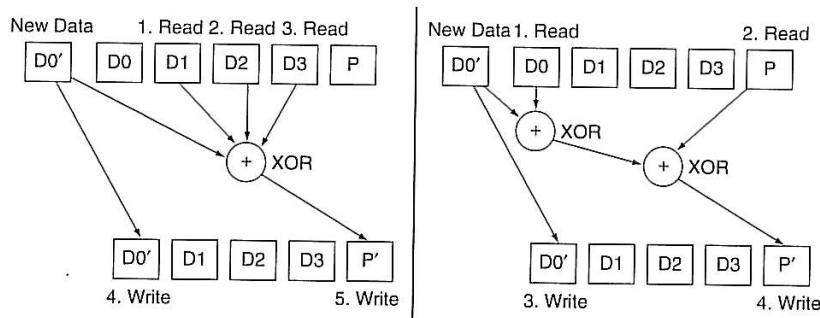 New Data 1. Read 2. Read 3. Read
D0′ D0 D1 D2 D3 P
+ XOR
D0′ D1 D2 D3 P′
4. Write 5. Write
New Data 1. Read 2. Read
D0′ D0 D1 D2 D3 P
+ XOR
+ XOR
D0′ D1 D2 D3 P′
3. Write 4. Write